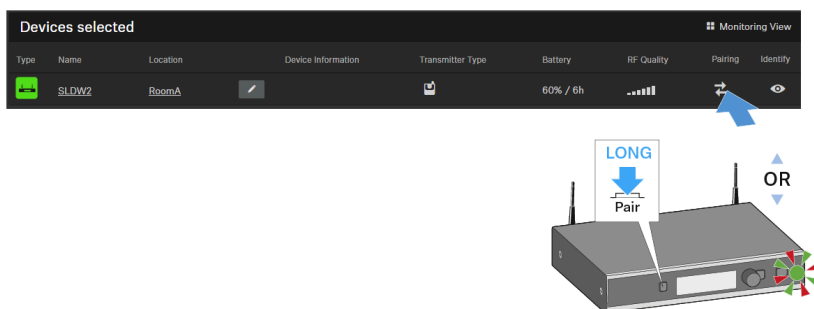 Devices selected
Monitoring View
Type Name Location Device Information Transmitter Type Battery RF Quality Pairing Identify
SLDW2 RoomA 60% / 6h
LONG
Pair
OR